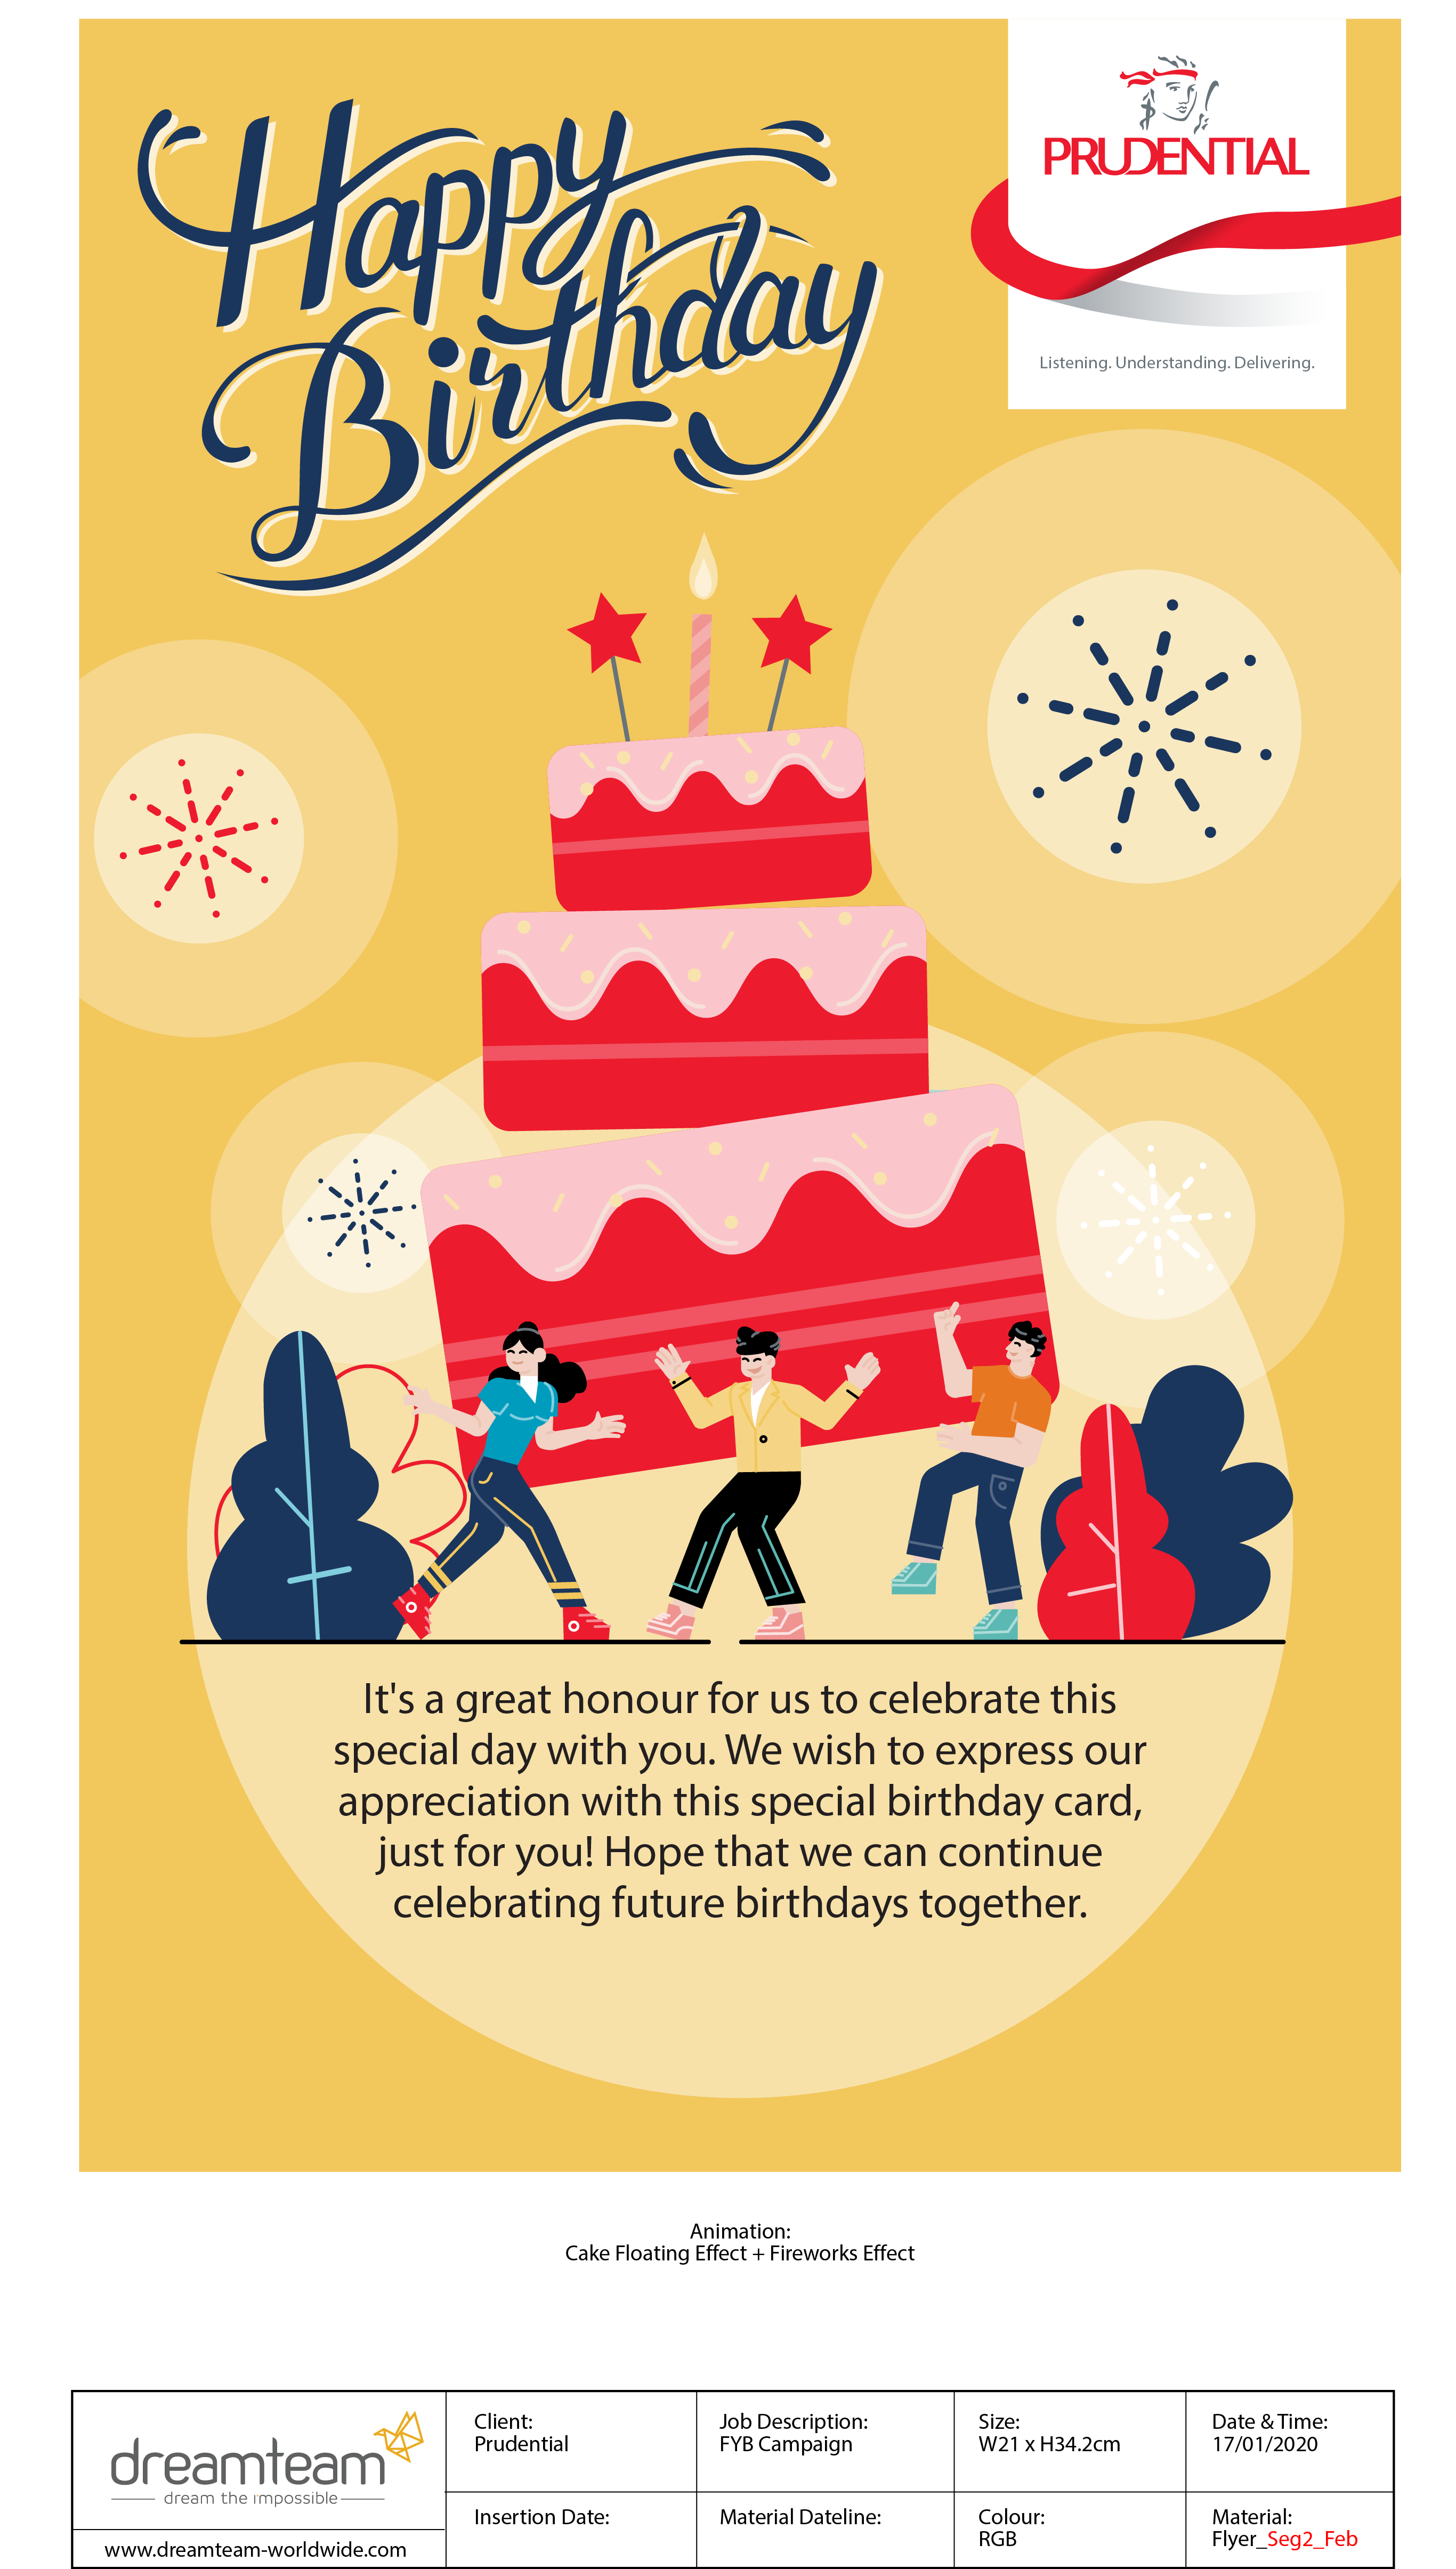 Happy
Birthday
PRUDENTIAL
Listening. Understanding. Delivering.
It's a great honour for us to celebrate this
special day with you. We wish to express our
appreciation with this special birthday card,
just for you! Hope that we can continue
celebrating future birthdays together.
Animation:
Cake Floating Effect + Fireworks Effect
dreamteam
dream the impossible
www.dreamteam-worldwide.com
Client:
Prudential
Job Description:
FYB Campaign
Size:
W21 x H34.2cm
Date & Time:
17/01/2020
Insertion Date:
Material Dateline:
Colour:
RGB
Material:
Flyer_Seg2_Feb